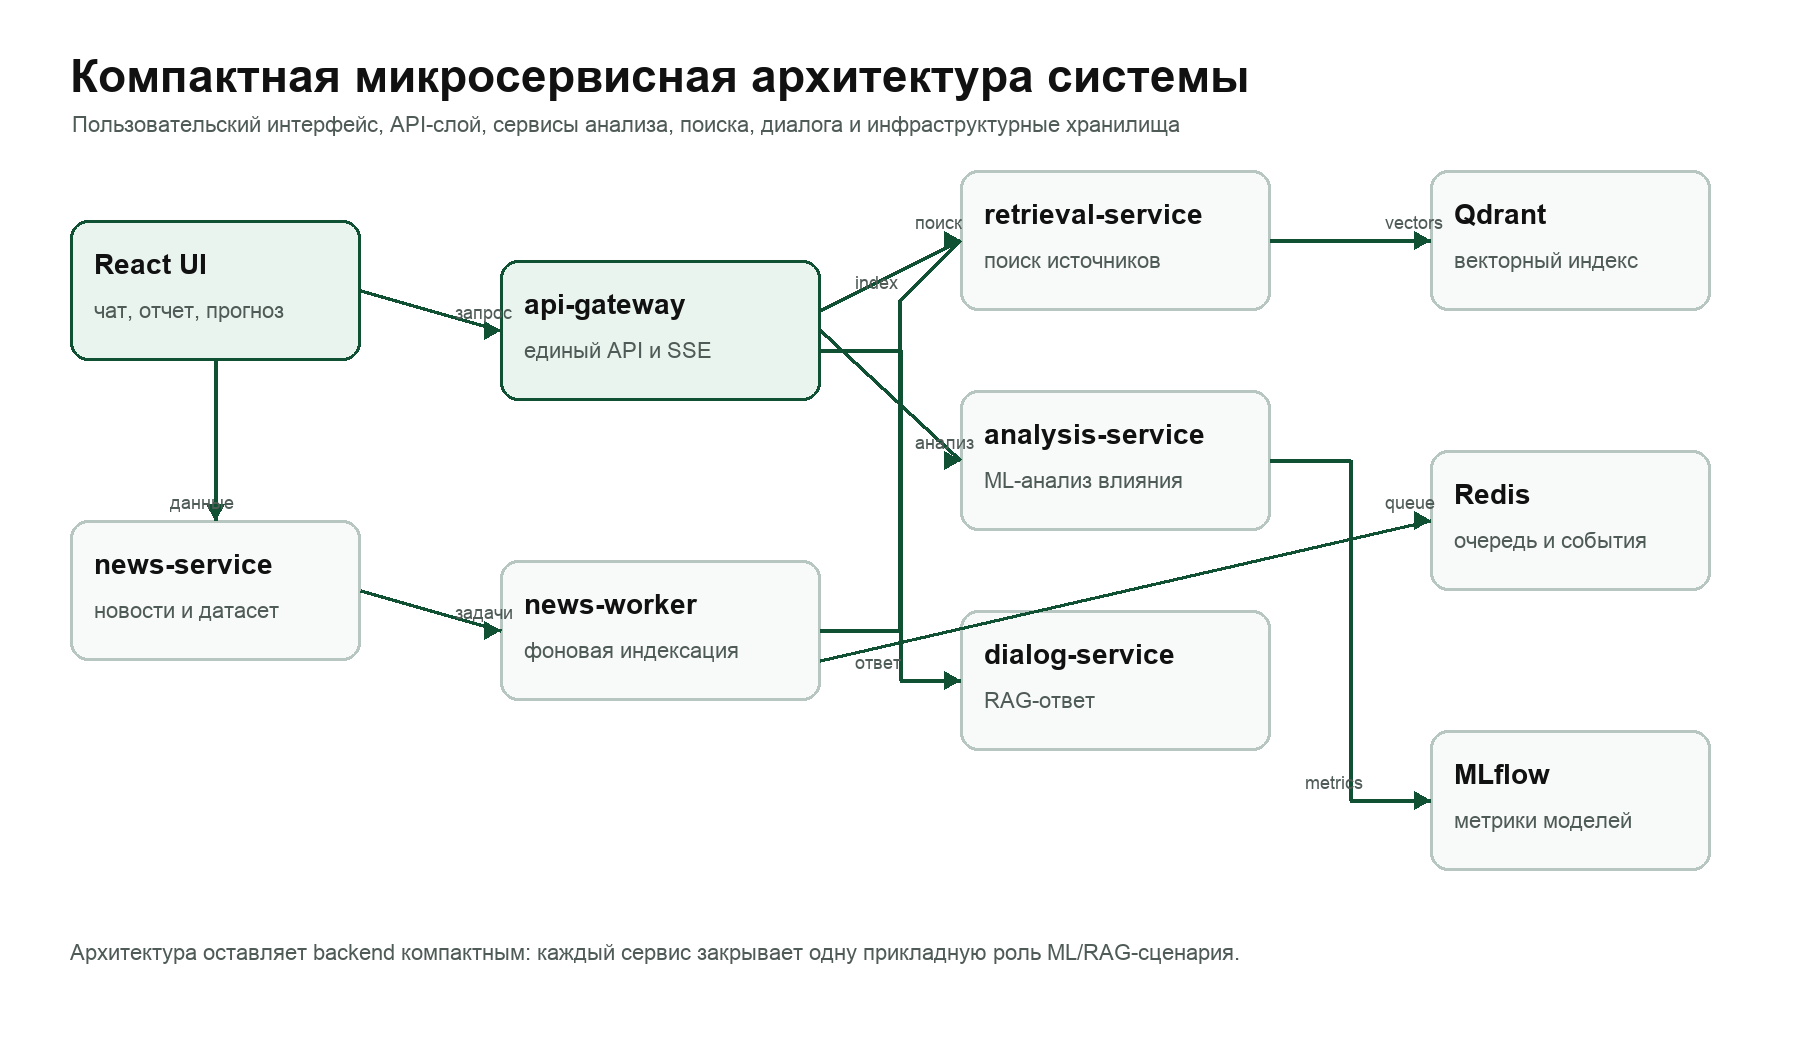 Компактная микросервисная архитектура системы
Пользовательский интерфейс, API-слой, сервисы анализа, поиска, диалога и инфраструктурные хранилища
React UI
чат, отчет, прогноз
запрос
api-gateway
единый API и SSE
поиск
index
retrieval-service
поиск источников
vectors
Qdrant
векторный индекс
анализ
analysis-service
ML-анализ влияния
queue
Redis
очередь и события
данные
news-service
новости и датасет
задачи
news-worker
фоновая индексация
ответ
dialog-service
RAG-ответ
metrics
MLflow
метрики моделей
Архитектура оставляет backend компактным: каждый сервис закрывает одну прикладную роль ML/RAG-сценария.